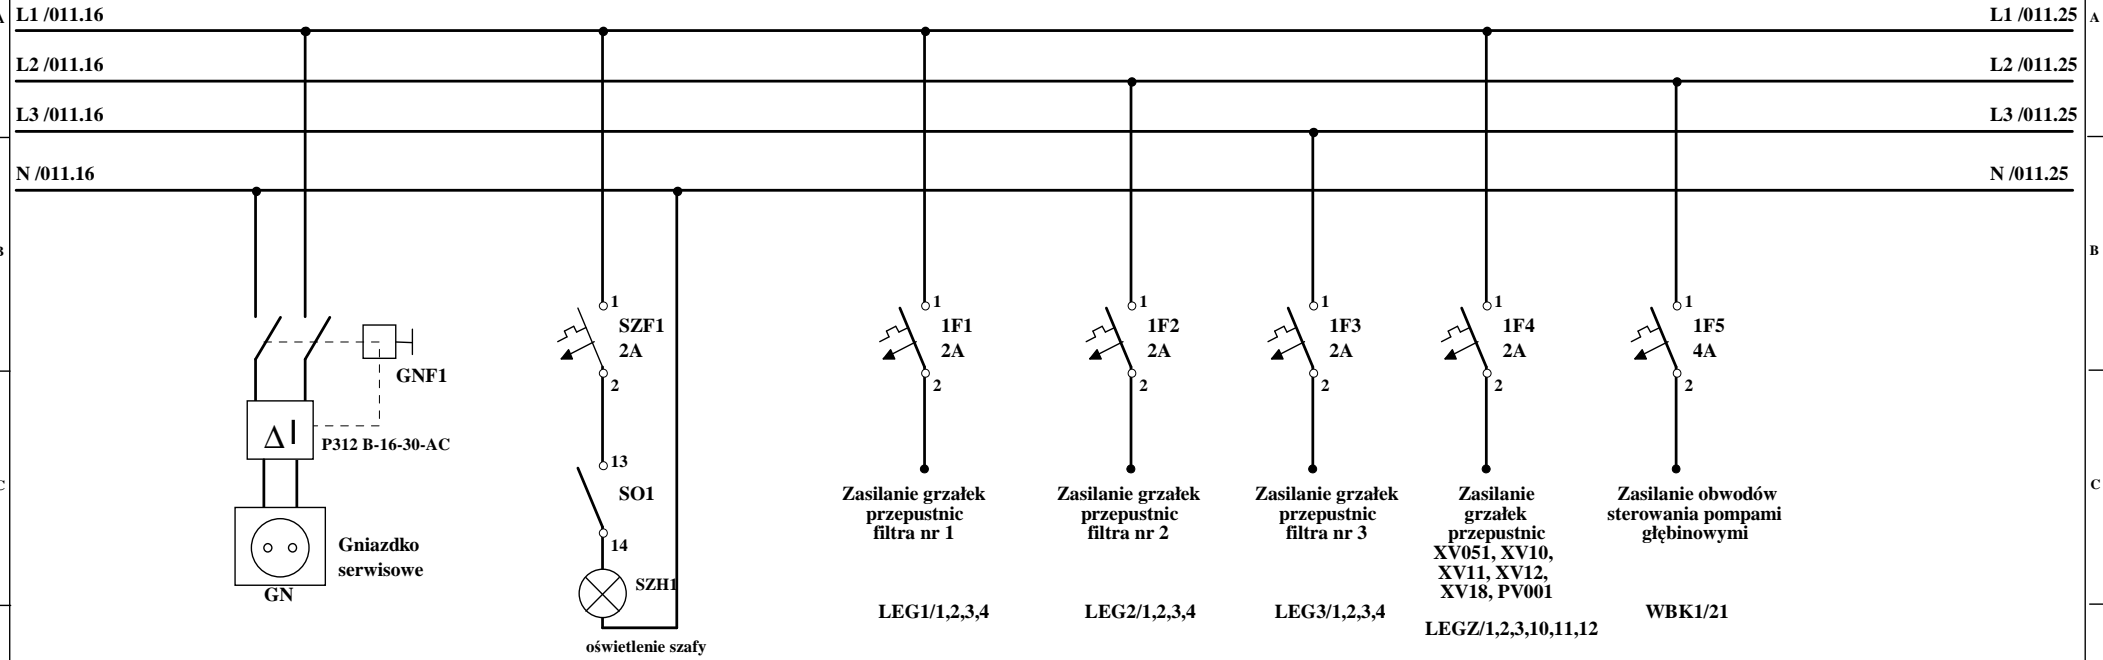 A
L1 /011.16
L1 /011.25
A
L2 /011.16
L2 /011.25
L3 /011.16
L3 /011.25
N /011.16
N /011.25
B
B
GNF1
ΔI
P312 B-16-30-AC
Gniazdko
serwisowe
GN
1
SZF1
2A
2
13
SO1
14
SZH1
oświetlenie szafy
1
1F1
2A
2
Zasilanie grzałek
przepustnic
filtra nr 1
LEG1/1,2,3,4
1
1F2
2A
2
Zasilanie grzałek
przepustnic
filtra nr 2
LEG2/1,2,3,4
1
1F3
2A
2
Zasilanie grzałek
przepustnic
filtra nr 3
LEG3/1,2,3,4
1
1F4
2A
2
Zasilanie
grzałek
przepustnic
XV051, XV10,
XV11, XV12,
XV18, PV001
LEGZ/1,2,3,10,11,12
1
1F5
4A
2
Zasilanie obwodów
sterowania pompami
głębinowymi
WBK1/21
C
C